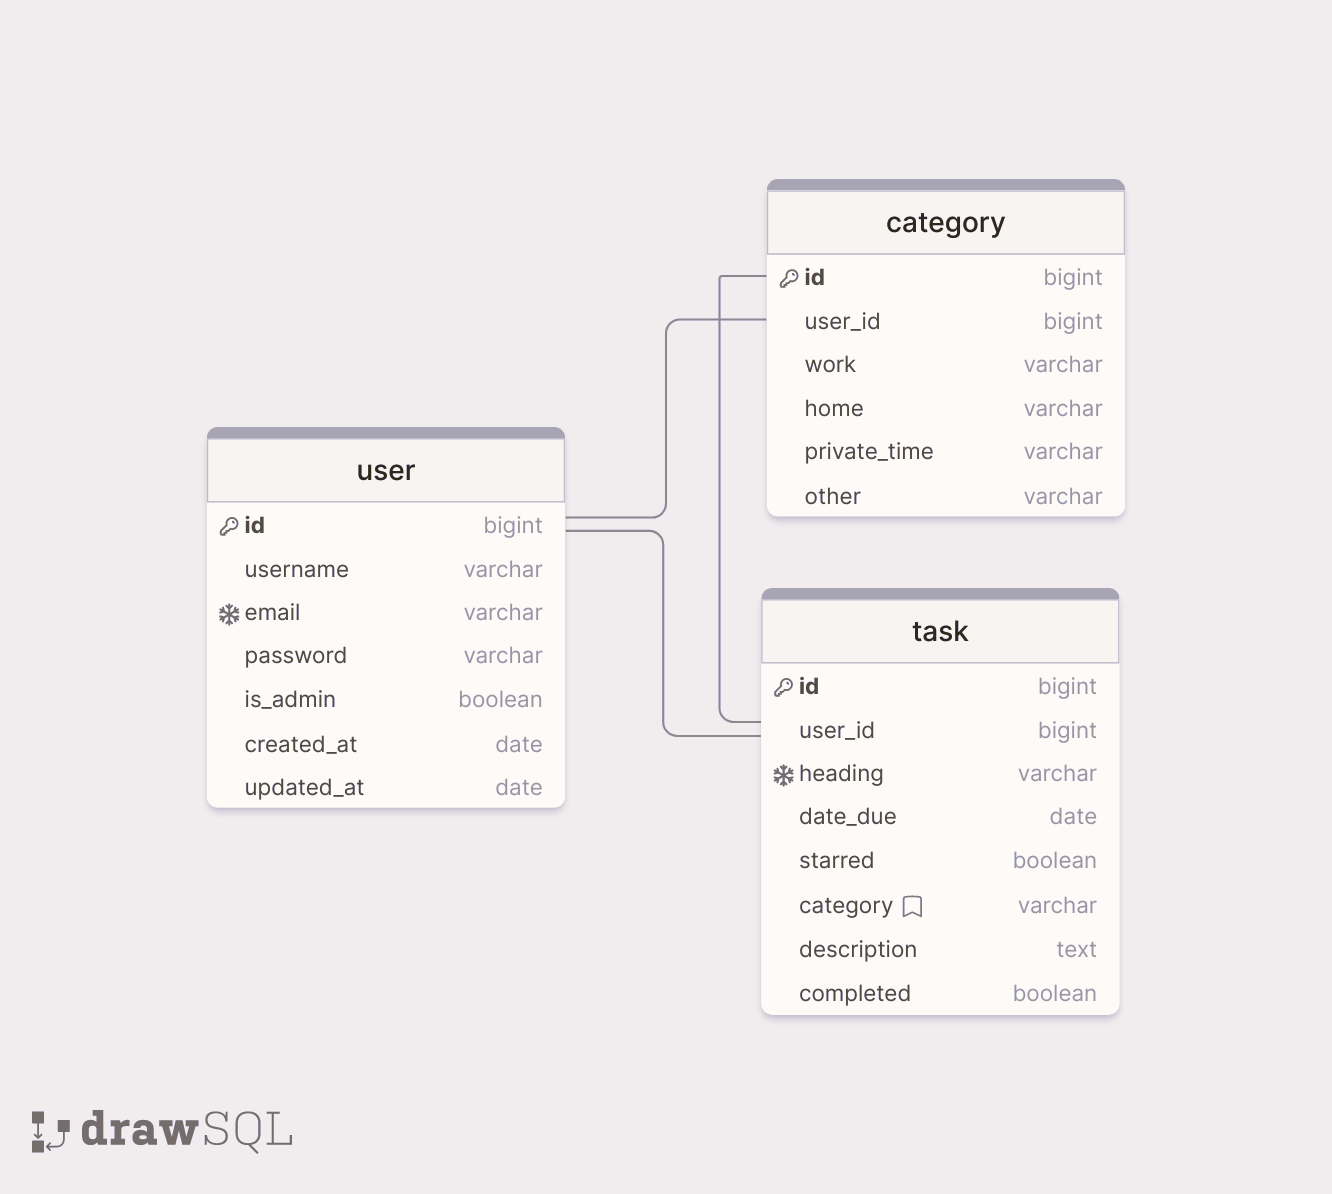 category
id bigint
user_id bigint
work varchar
home varchar
private_time varchar
other varchar
user
id bigint
username varchar
email varchar
password varchar
is_admin boolean
created_at date
updated_at date
task
id bigint
user_id bigint
heading varchar
date_due date
starred boolean
category varchar
description text
completed boolean
drawSQL